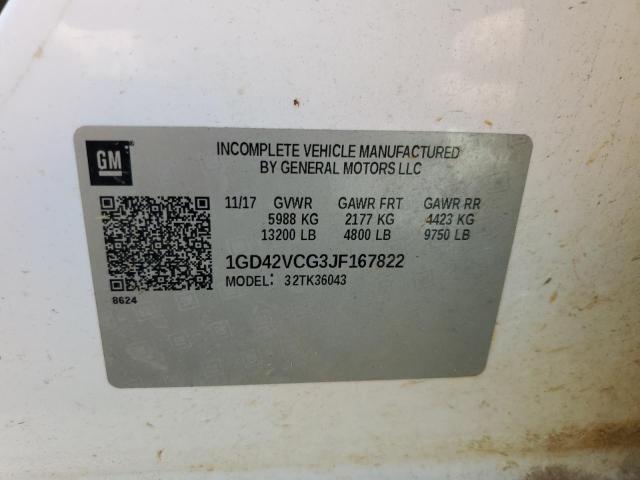 GM
INCOMPLETE VEHICLE MANUFACTURED
BY GENERAL MOTORS LLC
11/17 GVWR GAWR FRT GAWR RR
5988 KG 2177 KG 4423 KG
13200 LB 4800 LB 9750 LB
1GD42VCG3JF167822
MODEL: 32TK36043
8624